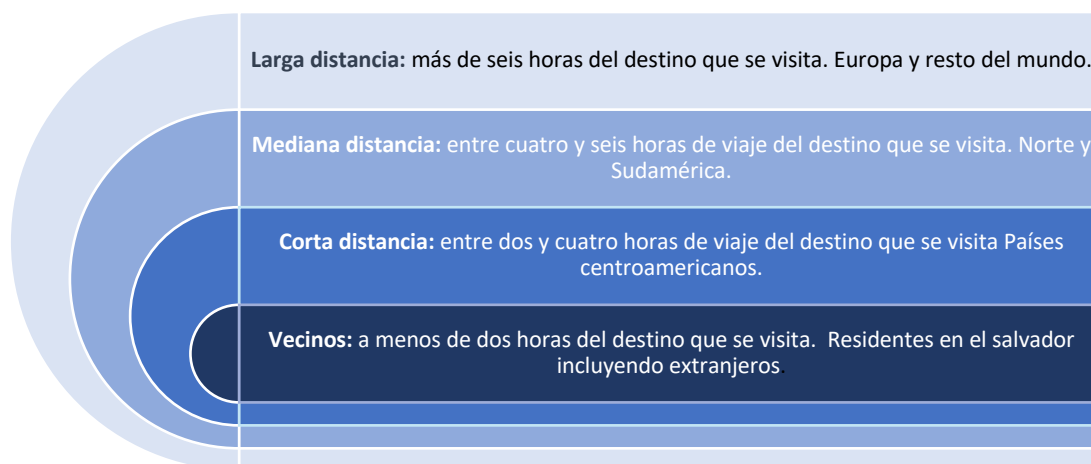 Larga distancia: más de seis horas del destino que se visita. Europa y resto del mundo.
Mediana distancia: entre cuatro y seis horas de viaje del destino que se visita. Norte y
Sudamérica.
Corta distancia: entre dos y cuatro horas de viaje del destino que se visita Países
centroamericanos.
Vecinos: a menos de dos horas del destino que se visita.  Residentes en el salvador
incluyendo extranjeros.